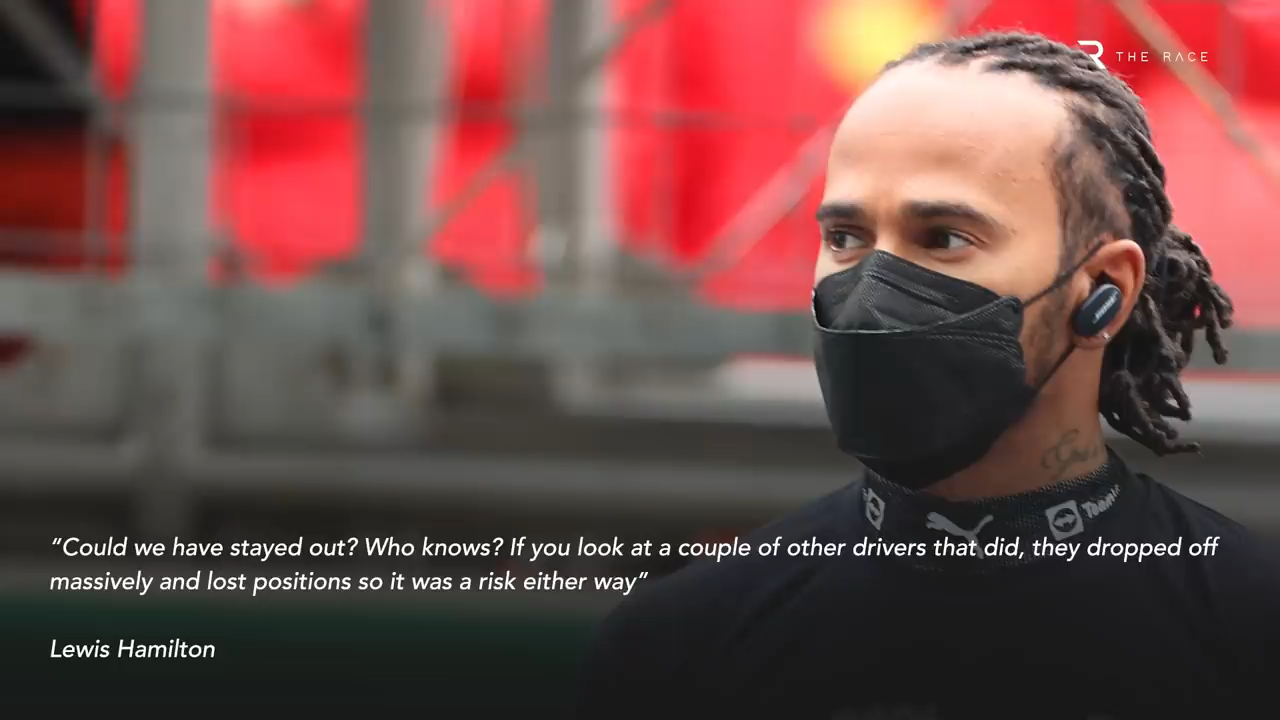 THE RACE
"Could we have stayed out? Who knows? If you look at a couple of other drivers that did, they dropped off
massively and lost positions so it was a risk either way"
Lewis Hamilton